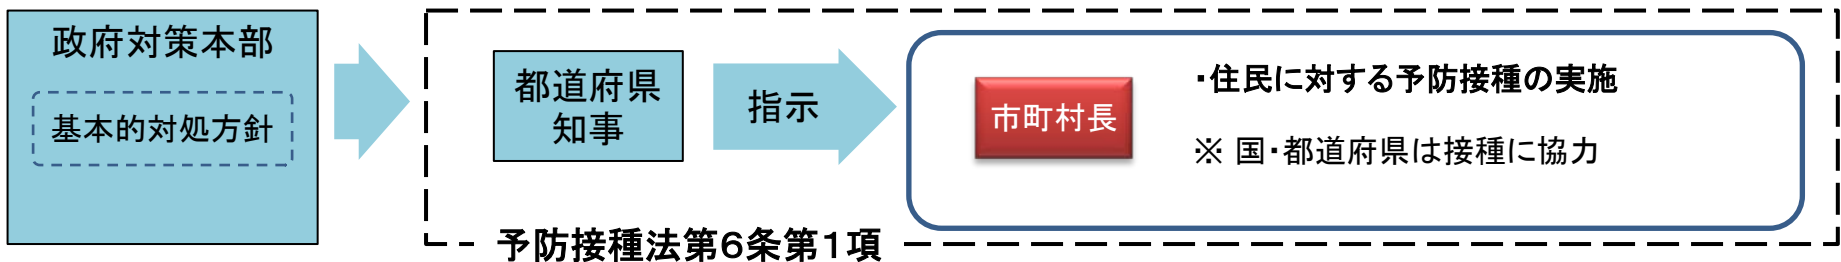 政府対策本部
基本的対処方針
都道府県
知事
指示
市町村長
・住民に対する予防接種の実施
※ 国・都道府県は接種に協力
予防接種法第６条第１項